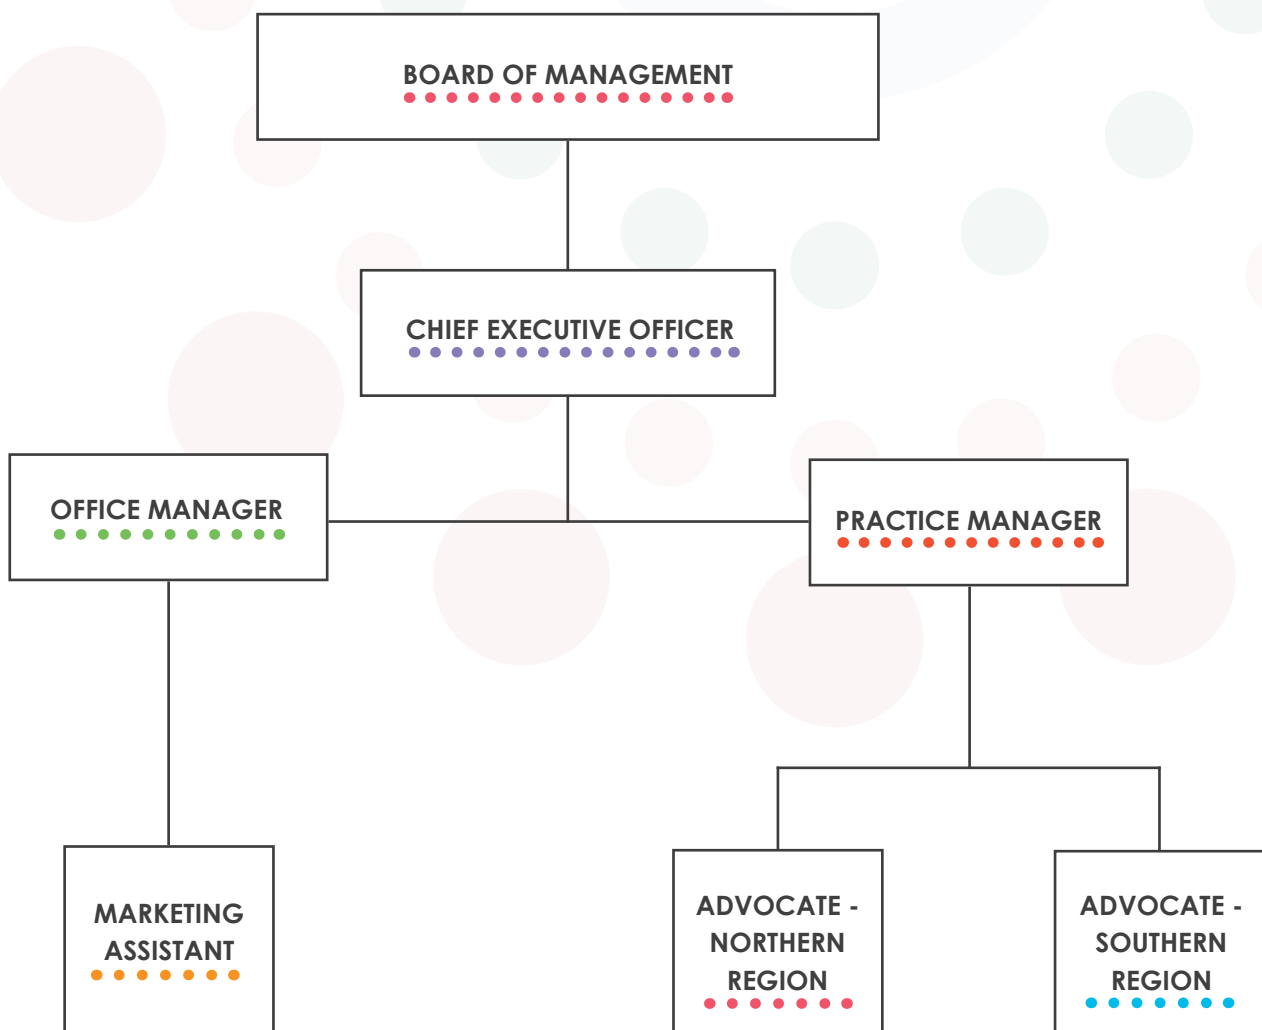 BOARD OF MANAGEMENT
CHIEF EXECUTIVE OFFICER
OFFICE MANAGER
PRACTICE MANAGER
MARKETING
ASSISTANT
ADVOCATE -
NORTHERN
REGION
ADVOCATE -
SOUTHERN
REGION